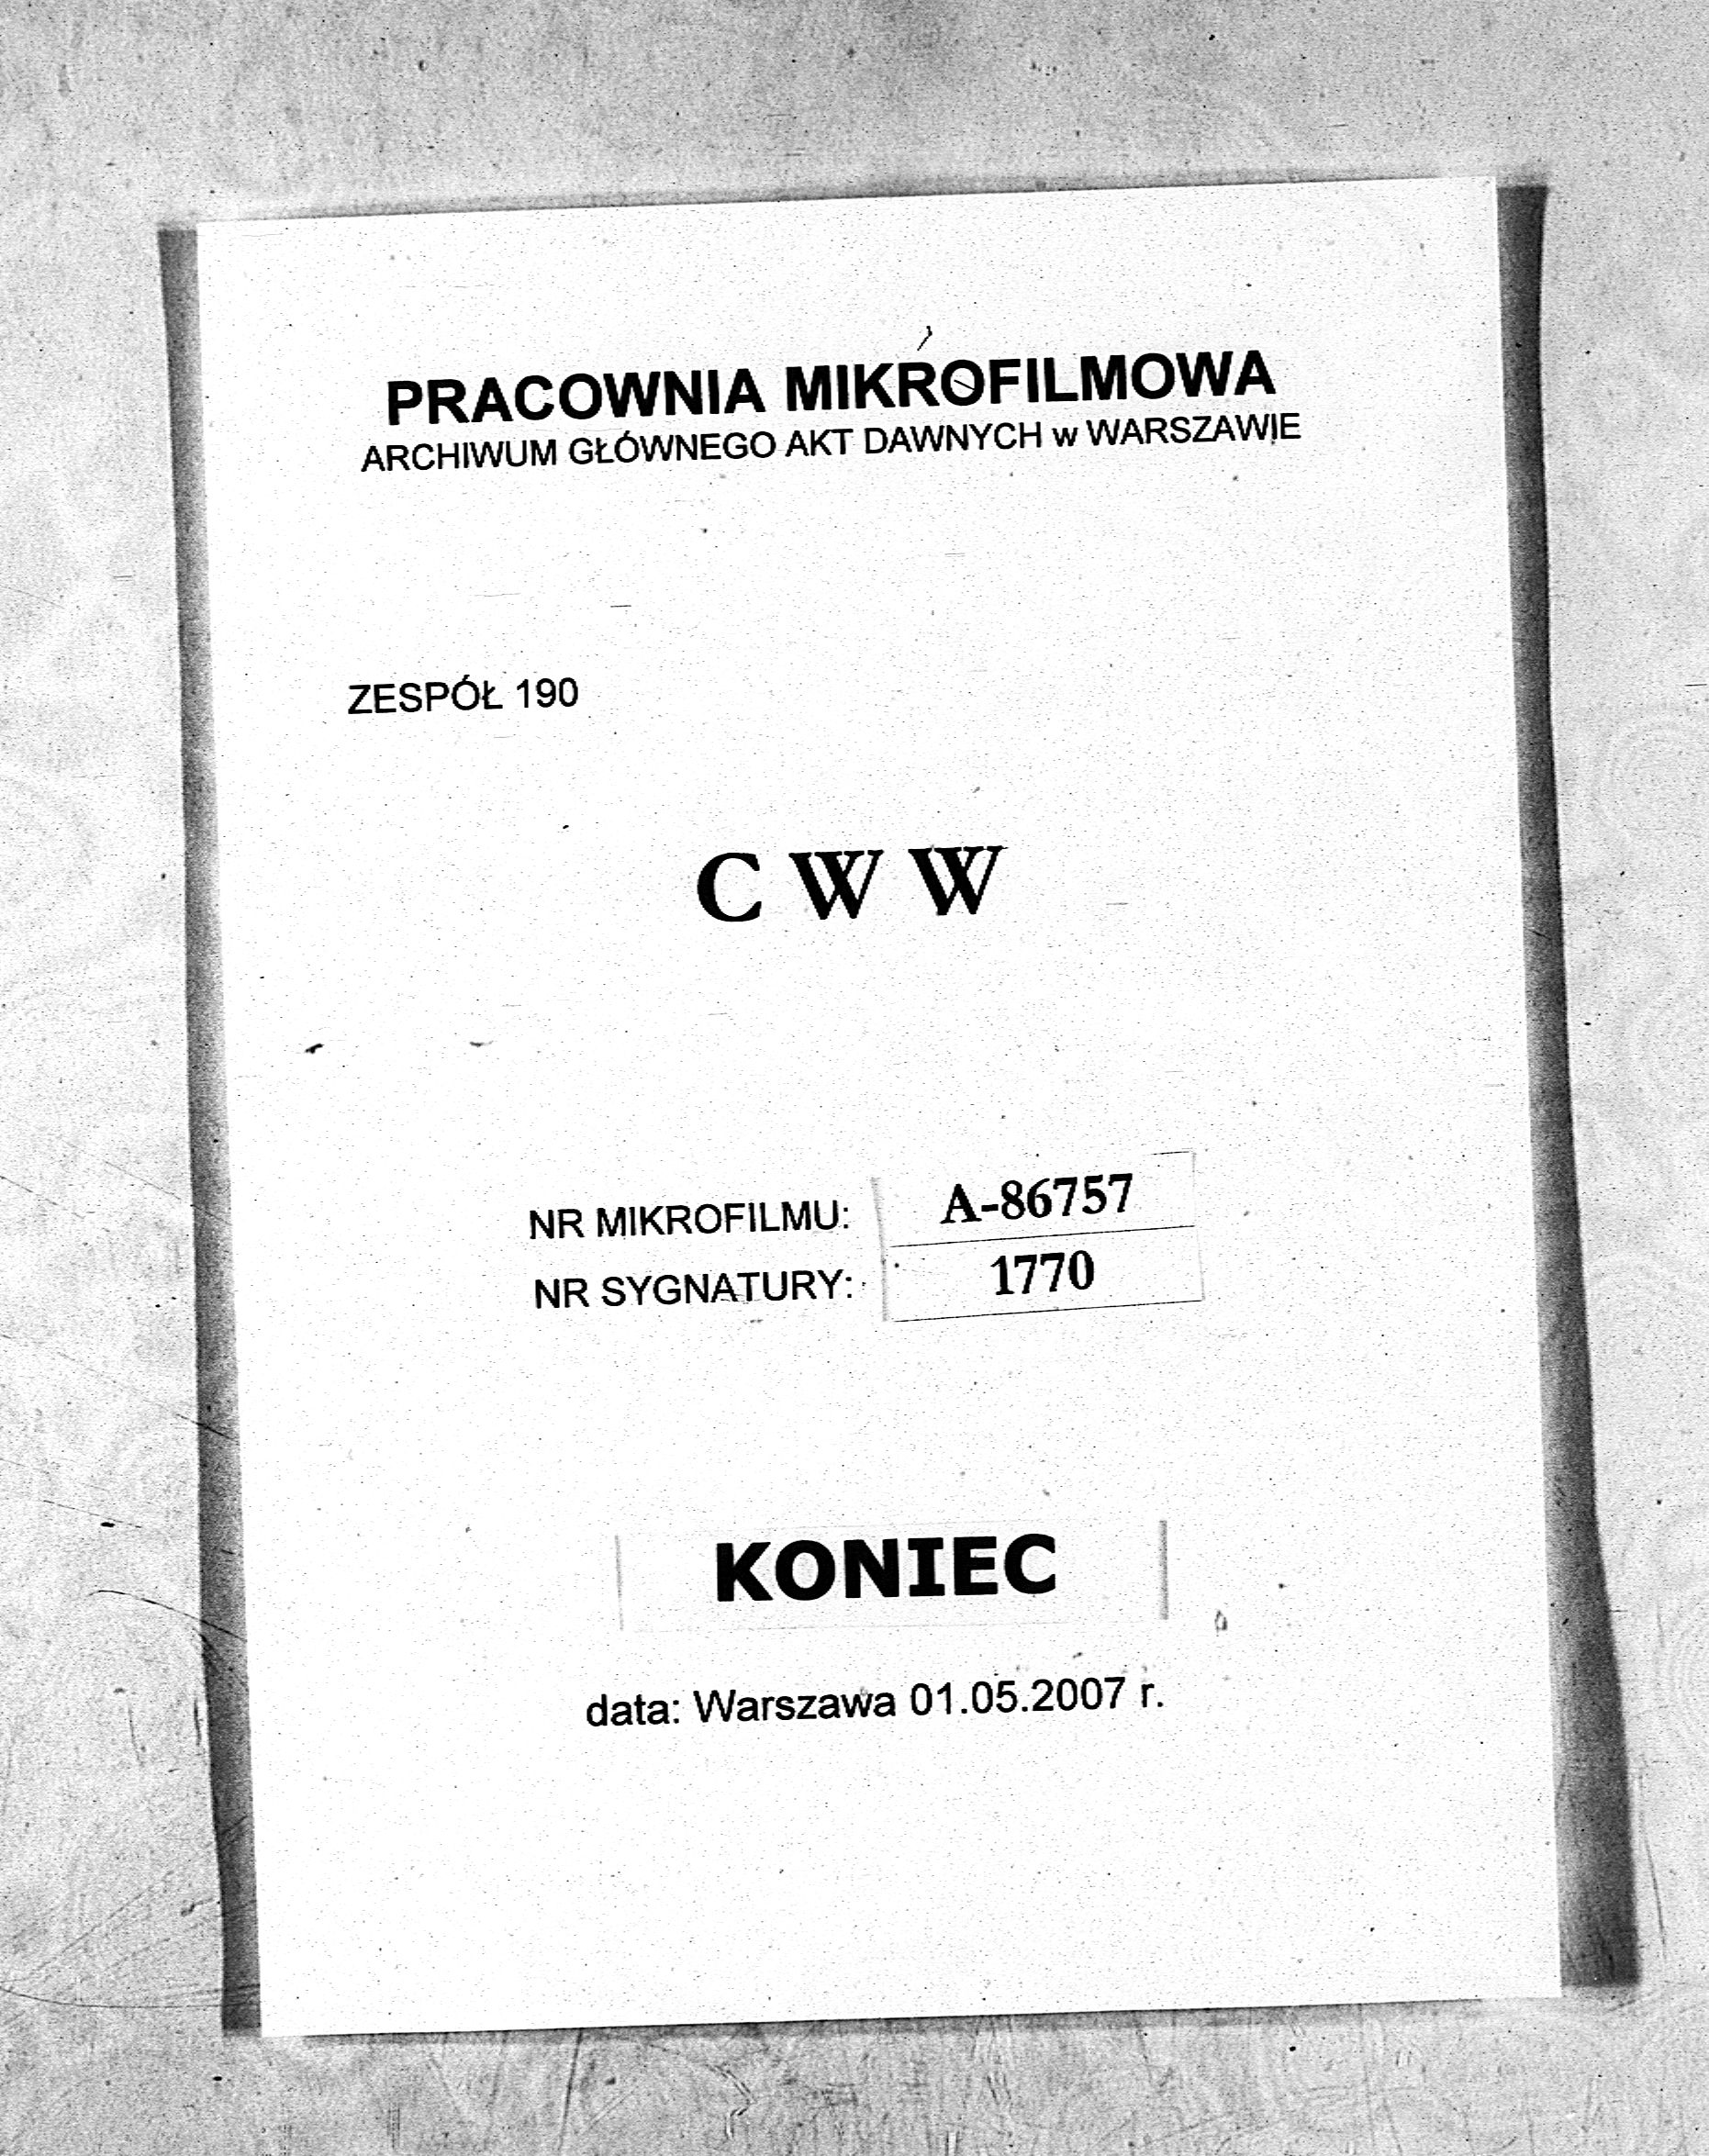 PRACOWNIA MIKROFILMOWA
ARCHIWUM GŁÓWNEGO AKT DAWNYCH w WARSZAWIE
ZESPÓŁ 190
C W W
NR MIKROFILMU: A-86757
NR SYGNATURY: 1770
KONIEC
data: Warszawa 01.05.2007 r.